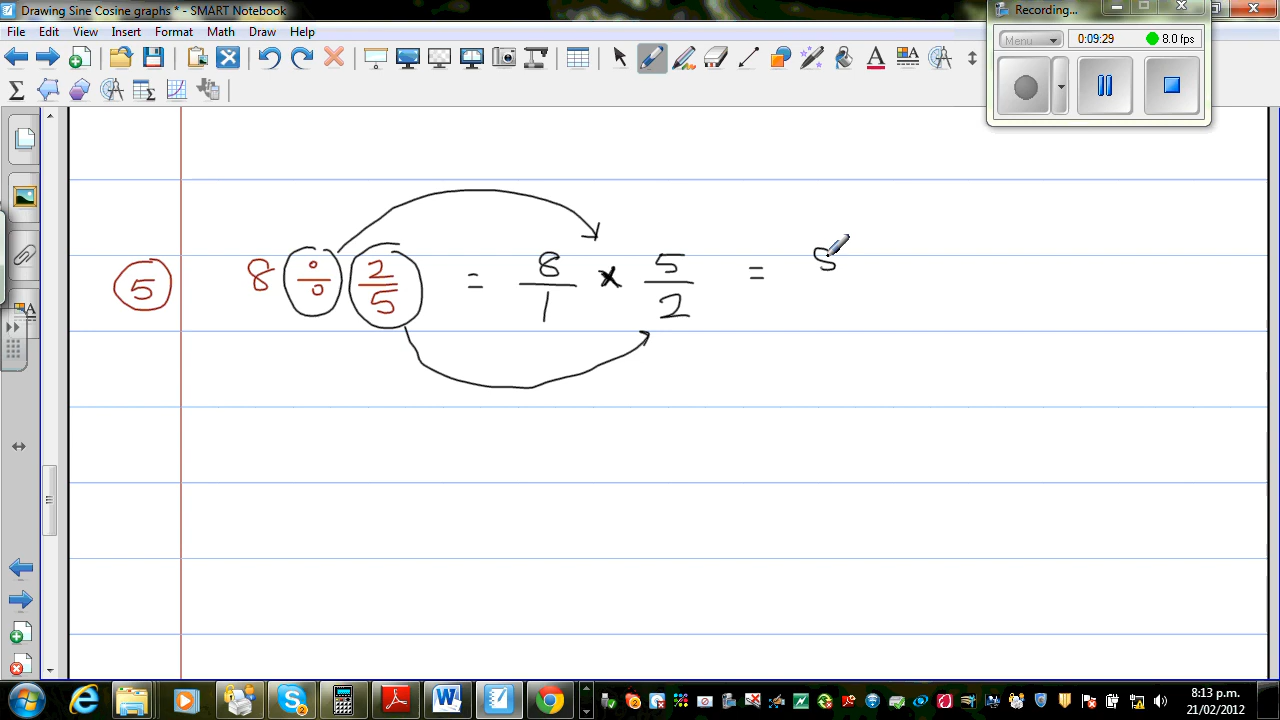 Drawing Sine Cosine graphs * - SMART Notebook
Recording...
File Edit View Insert Format Math Draw Help
Menu 0:09:29 8.0 fps
⑤ 8 ÷ 2/5 = 8/1 × 5/2 = 8
8:13 p.m.
21/02/2012